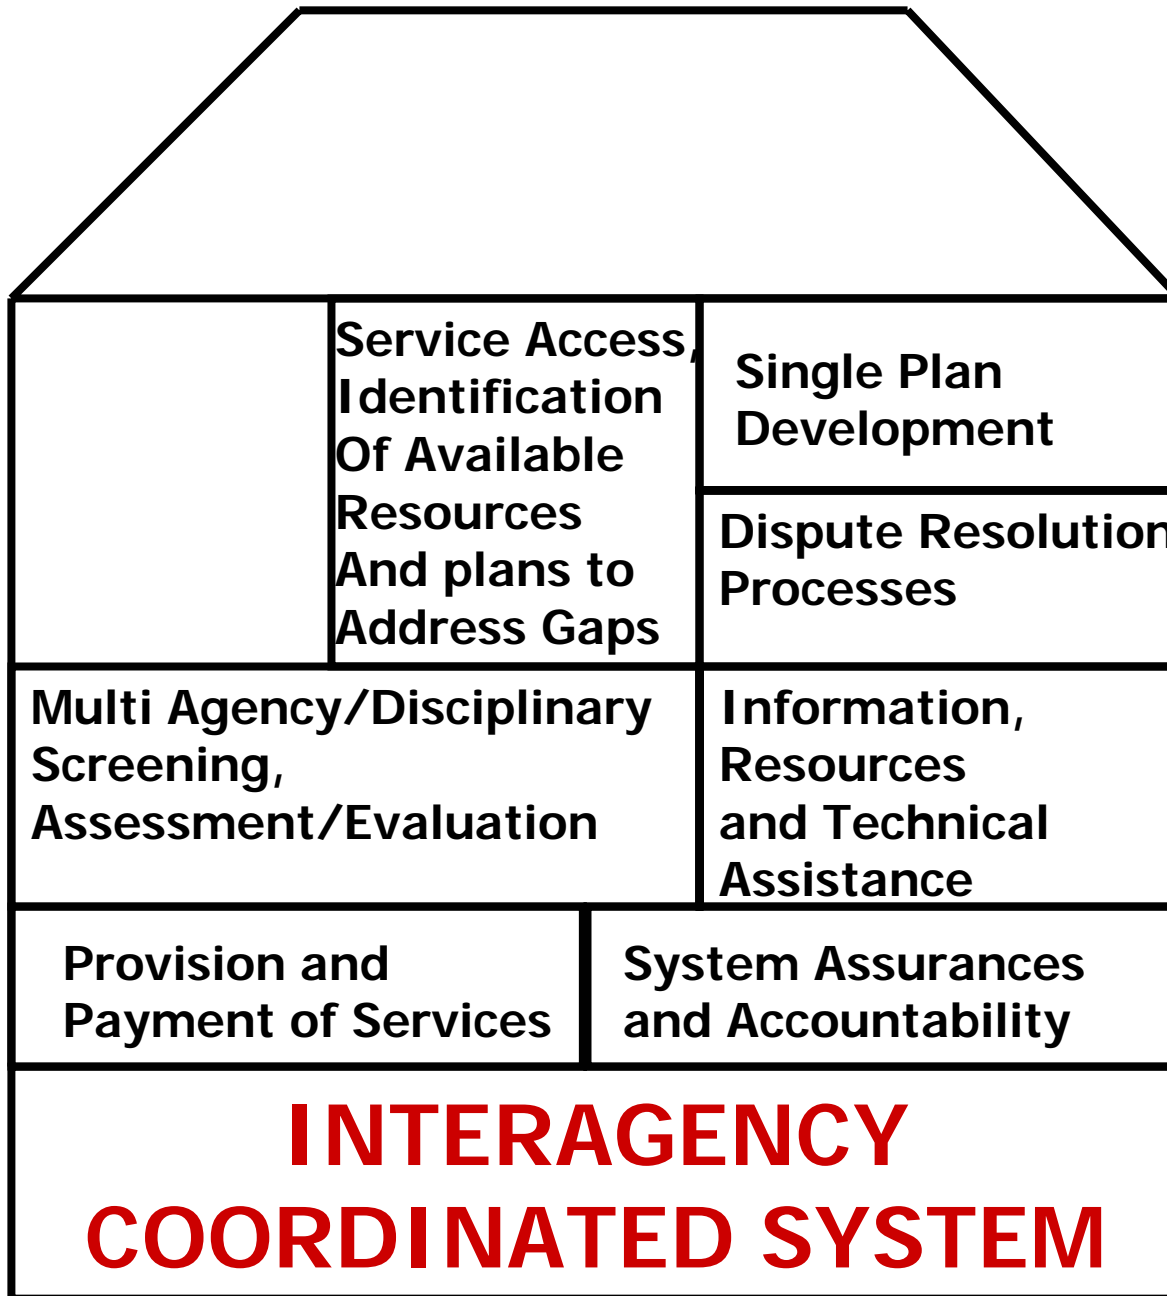 Service Access,
Identification
Of Available
Resources
And plans to
Address Gaps
Single Plan
Development
Dispute Resolution
Processes
Multi Agency/Disciplinary
Screening,
Assessment/Evaluation
Information,
Resources
and Technical
Assistance
Provision and
Payment of Services
System Assurances
and Accountability
INTERAGENCY
COORDINATED SYSTEM